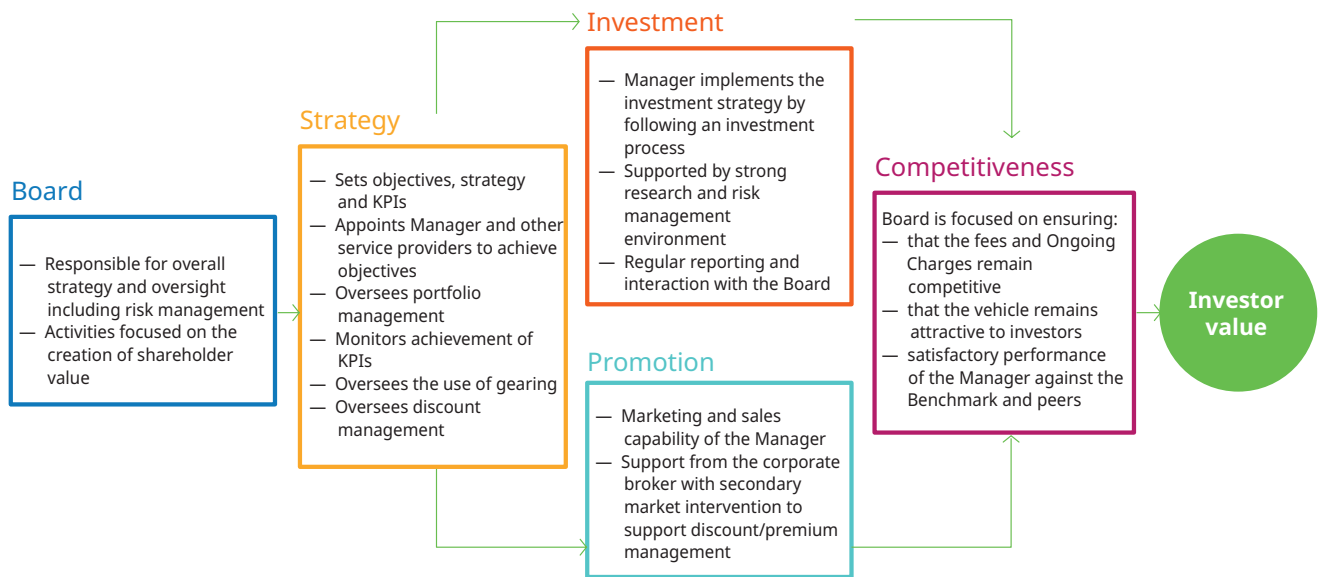 Board
— Responsible for overall
strategy and oversight
including risk management
— Activities focused on the
creation of shareholder
value
Strategy
— Sets objectives, strategy
and KPIs
— Appoints Manager and other
service providers to achieve
objectives
— Oversees portfolio
management
— Monitors achievement of
KPIs
— Oversees the use of gearing
— Oversees discount
management
Investment
— Manager implements the
investment strategy by
following an investment
process
— Supported by strong
research and risk
management
environment
— Regular reporting and
interaction with the Board
Promotion
— Marketing and sales
capability of the Manager
— Support from the corporate
broker with secondary
market intervention to
support discount/premium
management
Competitiveness
Board is focused on ensuring:
— that the fees and Ongoing
Charges remain
competitive
— that the vehicle remains
attractive to investors
— satisfactory performance
of the Manager against the
Benchmark and peers
Investor
value